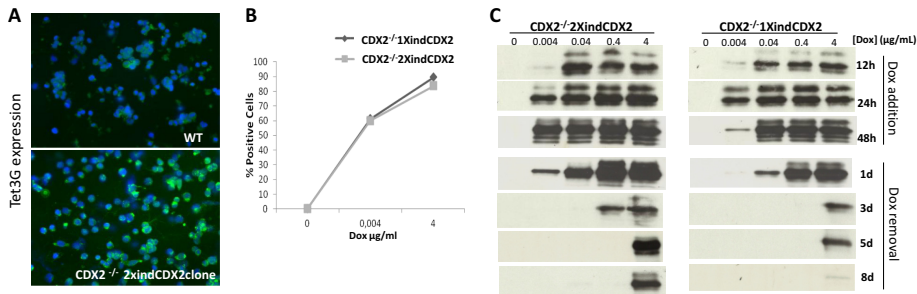 A
Tet3G expression
WT
CDX2 -/- 2xindCDX2clone
B
CDX2-/-1XindCDX2
CDX2-/-2XindCDX2
% Positive Cells
100
90
80
70
60
50
40
30
20
10
0
0 0,004 4
Dox µg/ml
C
CDX2-/-2XindCDX2 CDX2-/-1XindCDX2
0 0.004 0.04 0.4 4 0 0.004 0.04 0.4 4 [Dox] (µg/mL)
12h
24h
48h
Dox addition
1d
3d
5d
8d
Dox removal